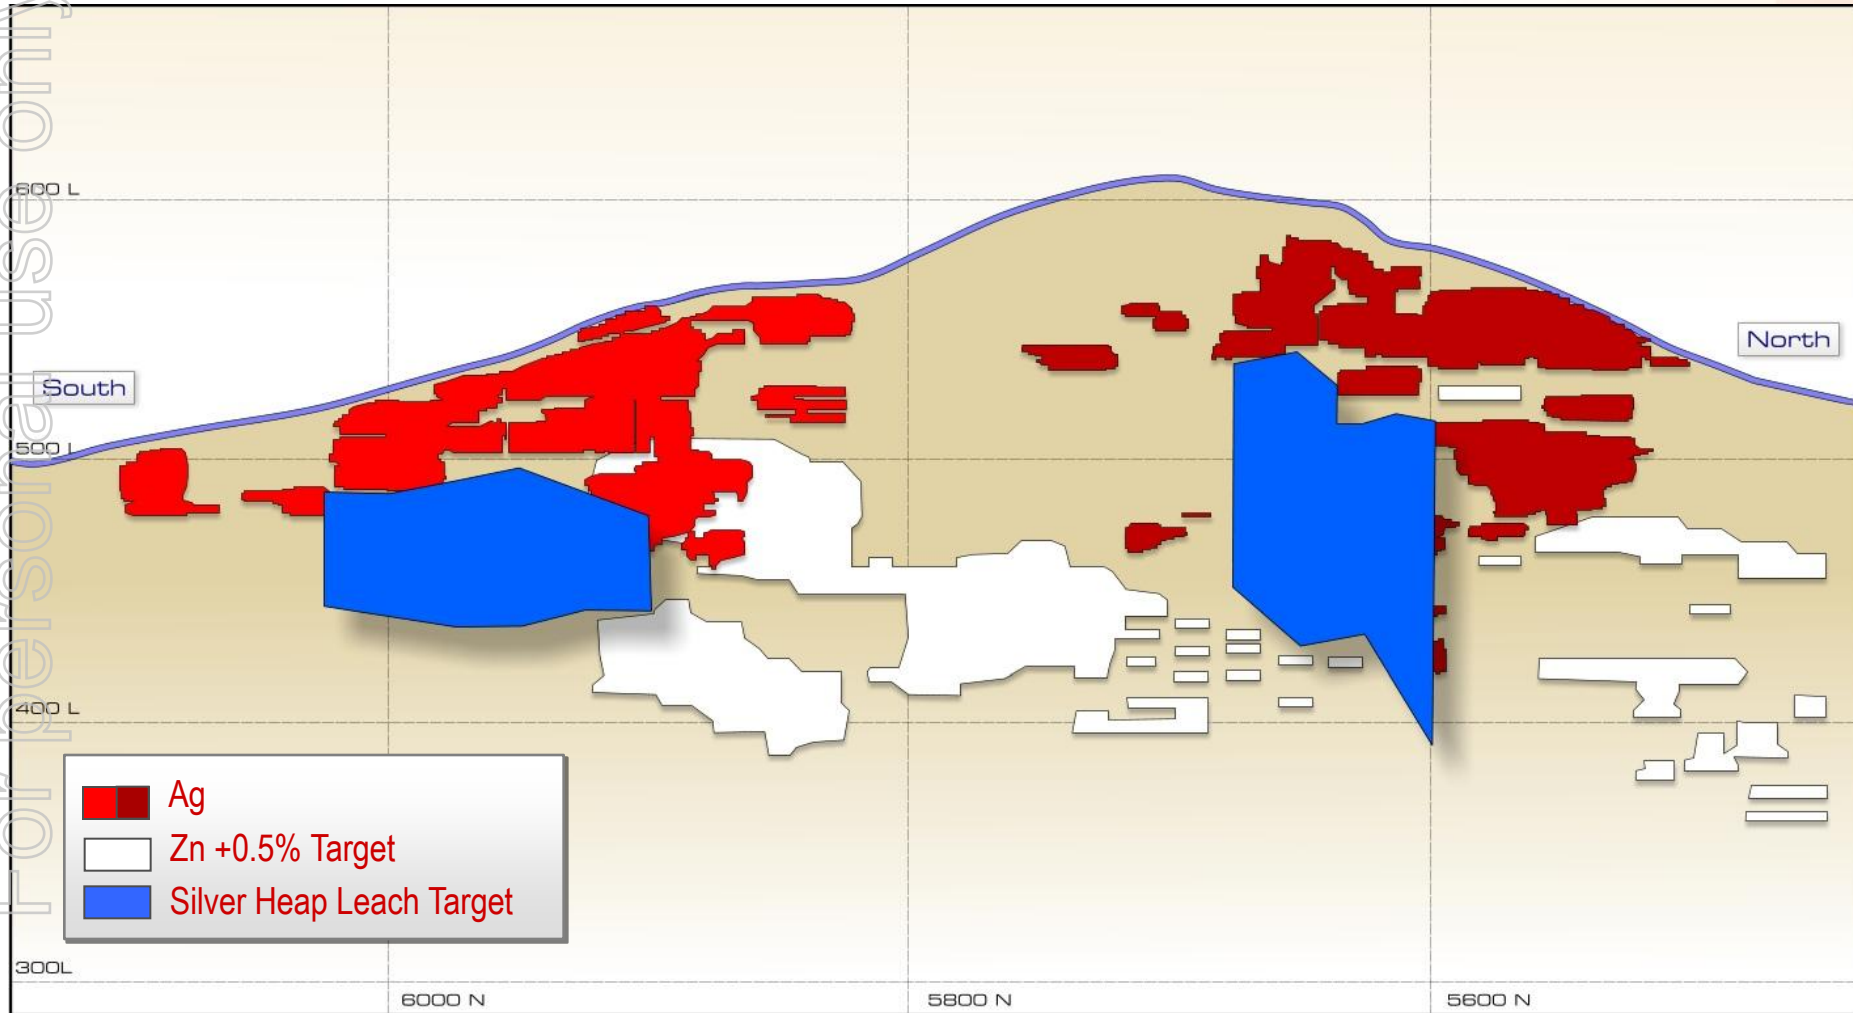 For personal use only
600 L
North
South
500 L
400 L
Ag
Zn +0.5% Target
Silver Heap Leach Target
300L
6000 N
5800 N
5600 N